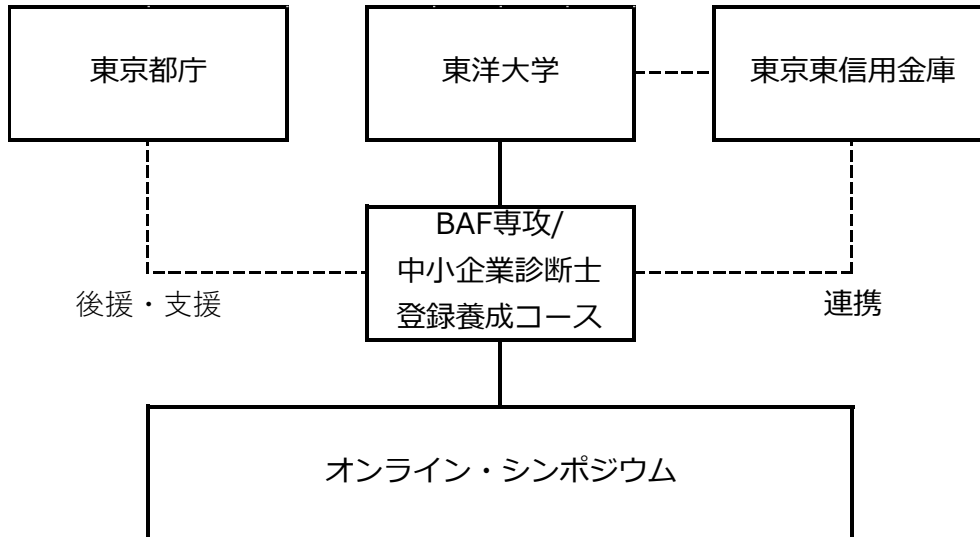 東京都庁
東洋大学
東京東信用金庫
BAF専攻/
中小企業診断士
登録養成コース
後援・支援
連携
オンライン・シンポジウム